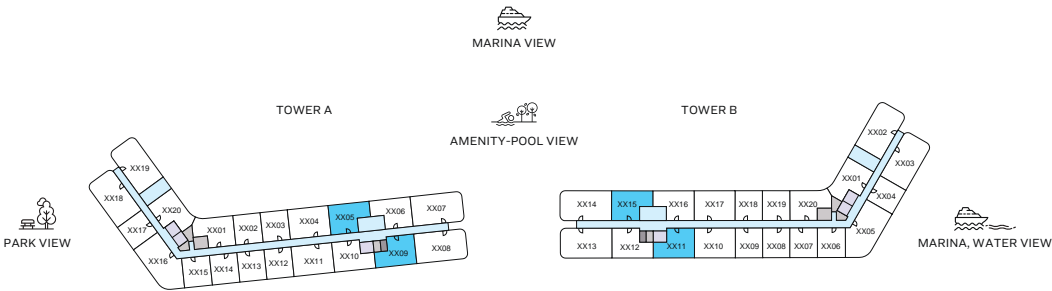 MARINA VIEW
TOWER A
TOWER B
AMENITY-POOL VIEW
PARK VIEW
MARINA, WATER VIEW
XX19
XX18
XX20
XX17
XX16
XX01
XX02
XX03
XX04
XX05
XX06
XX07
XX15
XX14
XX13
XX12
XX11
XX10
XX09
XX08
XX02
XX03
XX01
XX04
XX05
XX14
XX15
XX16
XX17
XX18
XX19
XX20
XX13
XX12
XX11
XX10
XX09
XX08
XX07
XX06